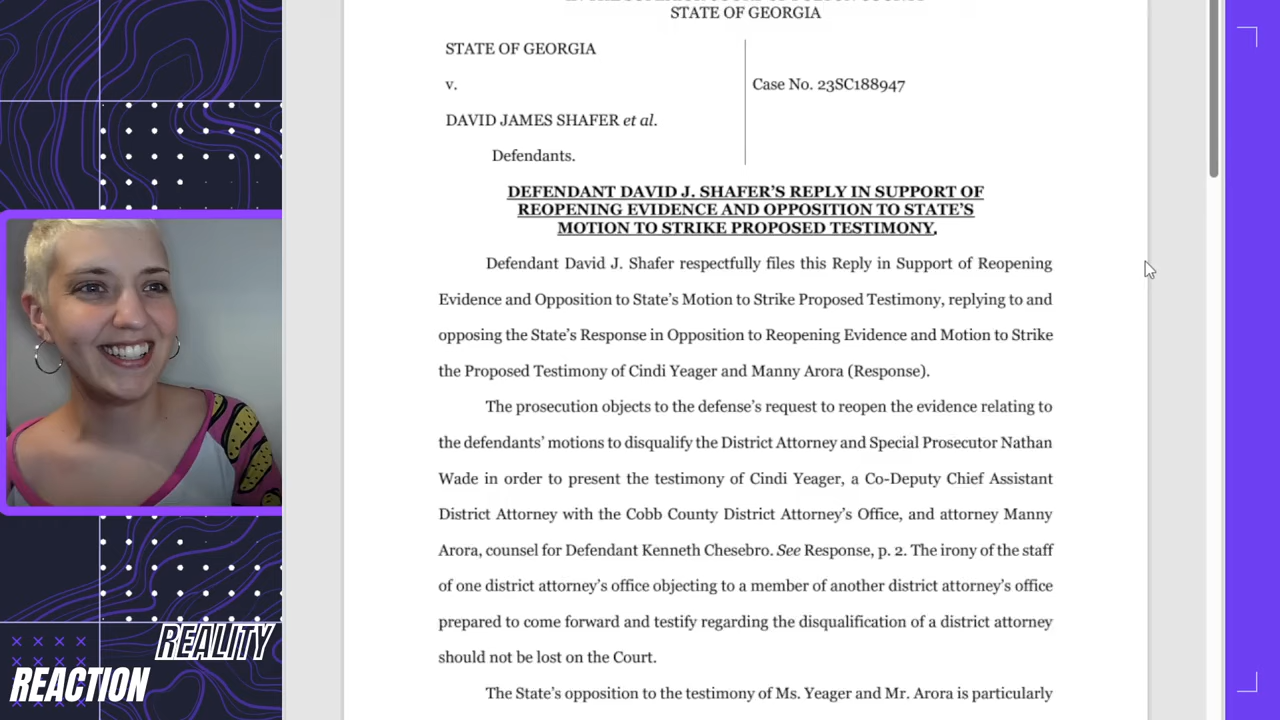 STATE OF GEORGIA
STATE OF GEORGIA
v.
Case No. 23SC188947
DAVID JAMES SHAFER et al.
Defendants.
DEFENDANT DAVID J. SHAFER’S REPLY IN SUPPORT OF
REOPENING EVIDENCE AND OPPOSITION TO STATE’S
MOTION TO STRIKE PROPOSED TESTIMONY.
Defendant David J. Shafer respectfully files this Reply in Support of Reopening
Evidence and Opposition to State’s Motion to Strike Proposed Testimony, replying to and
opposing the State’s Response in Opposition to Reopening Evidence and Motion to Strike
the Proposed Testimony of Cindi Yeager and Manny Arora (Response).
The prosecution objects to the defense’s request to reopen the evidence relating to
the defendants’ motions to disqualify the District Attorney and Special Prosecutor Nathan
Wade in order to present the testimony of Cindi Yeager, a Co-Deputy Chief Assistant
District Attorney with the Cobb County District Attorney’s Office, and attorney Manny
Arora, counsel for Defendant Kenneth Chesebro. See Response, p. 2. The irony of the staff
of one district attorney’s office objecting to a member of another district attorney’s office
prepared to come forward and testify regarding the disqualification of a district attorney
should not be lost on the Court.
The State’s opposition to the testimony of Ms. Yeager and Mr. Arora is particularly
REALITY
REACTION